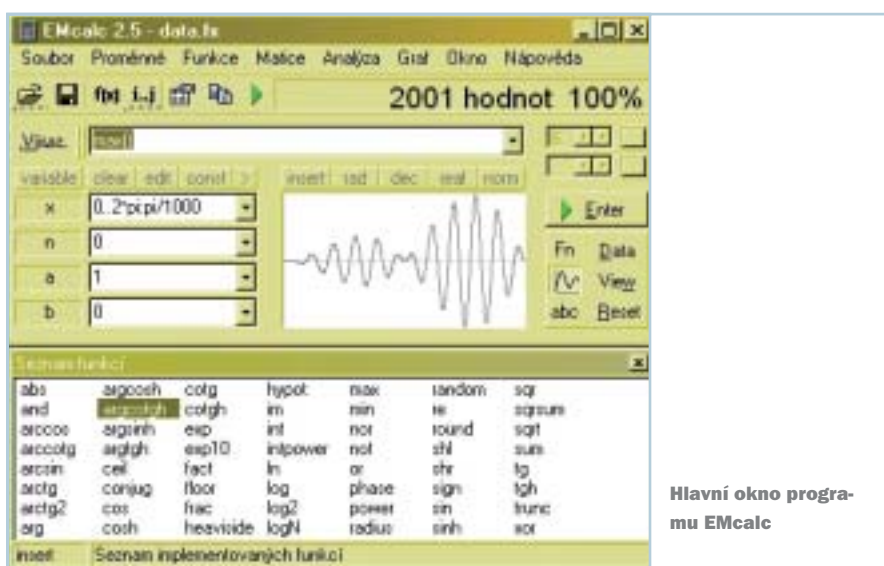 EMcalc 2.5 - data.fx
Soubor Proměnné Funkce Matice Analýza Graf Okno Nápověda
f(x) i..j 2001 hodnot 100%
Výraz
variable clear edit const > insert rad dec real norm
x 0..2*pi:pi/1000
Enter
n 0
Fn Data
a 1
View
b 0
abc Reset
Seznam funkcí
abs argcosh cotg hypot max random sqr
and argcotgh cotgh im min re sqrsum
arccos argsinh exp int nor round sqrt
arccotg argtgh exp10 intpower not shl sum
arcsin ceil fact ln or shr tg
arctg conjug floor log phase sign tgh
arctg2 cos frac log2 power sin trunc
arg cosh heaviside logN radius sinh xor
insert Seznam implementovaných funkcí
Hlavní okno progra-
mu EMcalc